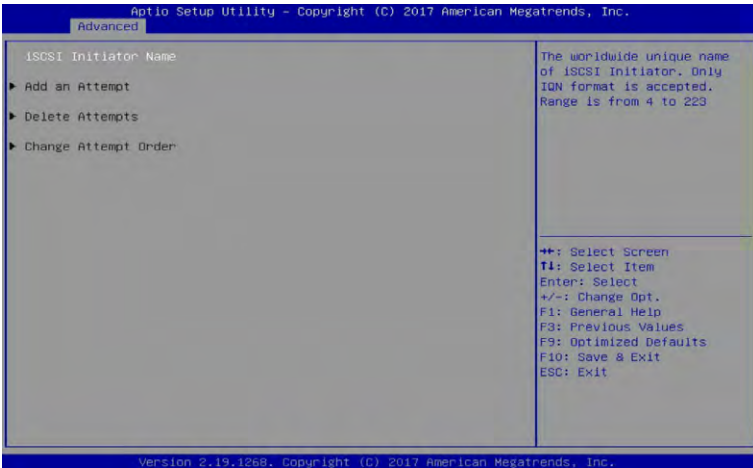 Aptio Setup Utility – Copyright (C) 2017 American Megatrends, Inc.
Advanced
iSCSI Initiator Name
► Add an Attempt
► Delete Attempts
► Change Attempt Order
The worldwide unique name
of iSCSI Initiator. Only
IQN format is accepted.
Range is from 4 to 223
→←: Select Screen
↑↓: Select Item
Enter: Select
+/-: Change Opt.
F1: General Help
F3: Previous Values
F9: Optimized Defaults
F10: Save & Exit
ESC: Exit
Version 2.19.1268. Copyright (C) 2017 American Megatrends, Inc.